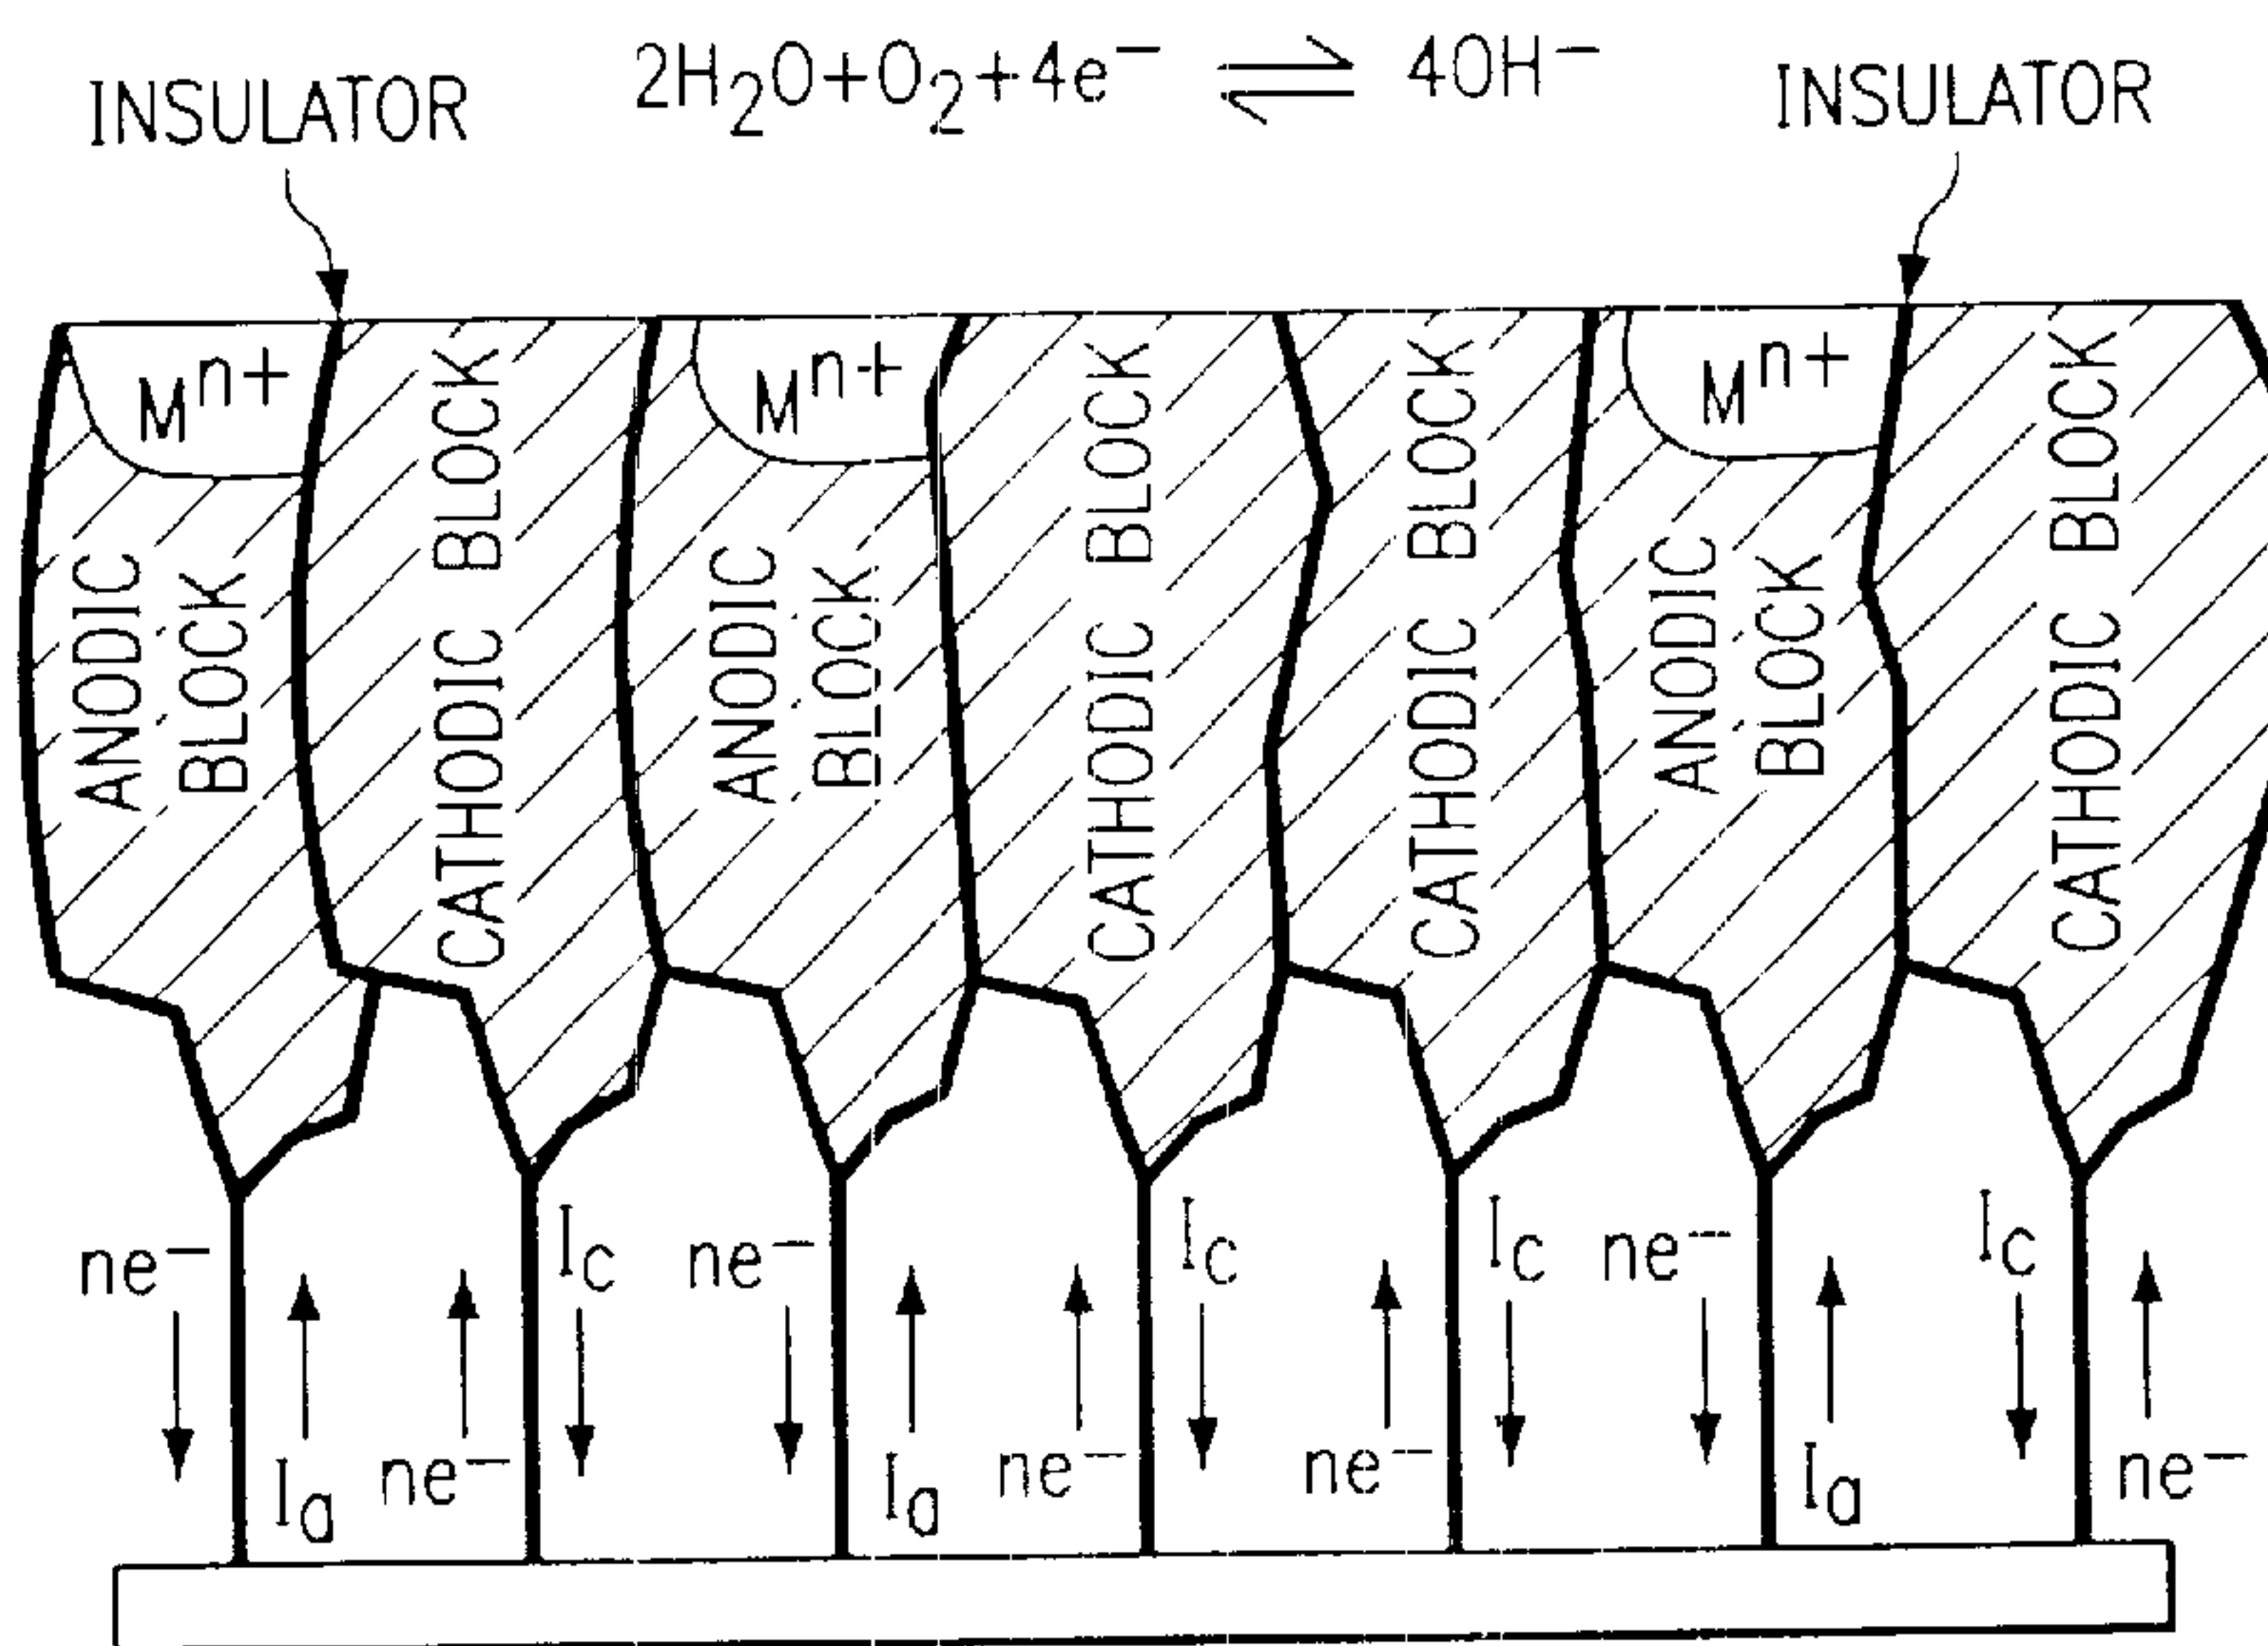 INSULATOR
2H₂O+O₂+4e⁻ ⇌ 4OH⁻
INSULATOR
Mⁿ⁺
Mⁿ⁺
Mⁿ⁺
ANODIC
BLOCK
CATHODIC BLOCK
ANODIC
BLOCK
CATHODIC BLOCK
CATHODIC BLOCK
ANODIC
BLOCK
CATHODIC BLOCK
ne⁻
Ic
ne⁻
Ic
Ic
ne⁻
Ic
Ia
ne⁻
Ia
ne⁻
ne⁻
Ia
ne⁻